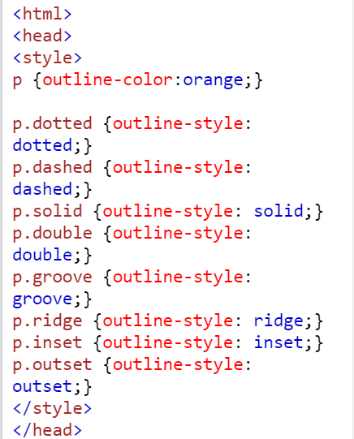 <html>
<head>
<style>
p {outline-color:orange;}

p.dotted {outline-style:
dotted;}
p.dashed {outline-style:
dashed;}
p.solid {outline-style: solid;}
p.double {outline-style:
double;}
p.groove {outline-style:
groove;}
p.ridge {outline-style: ridge;}
p.inset {outline-style: inset;}
p.outset {outline-style:
outset;}
</style>
</head>